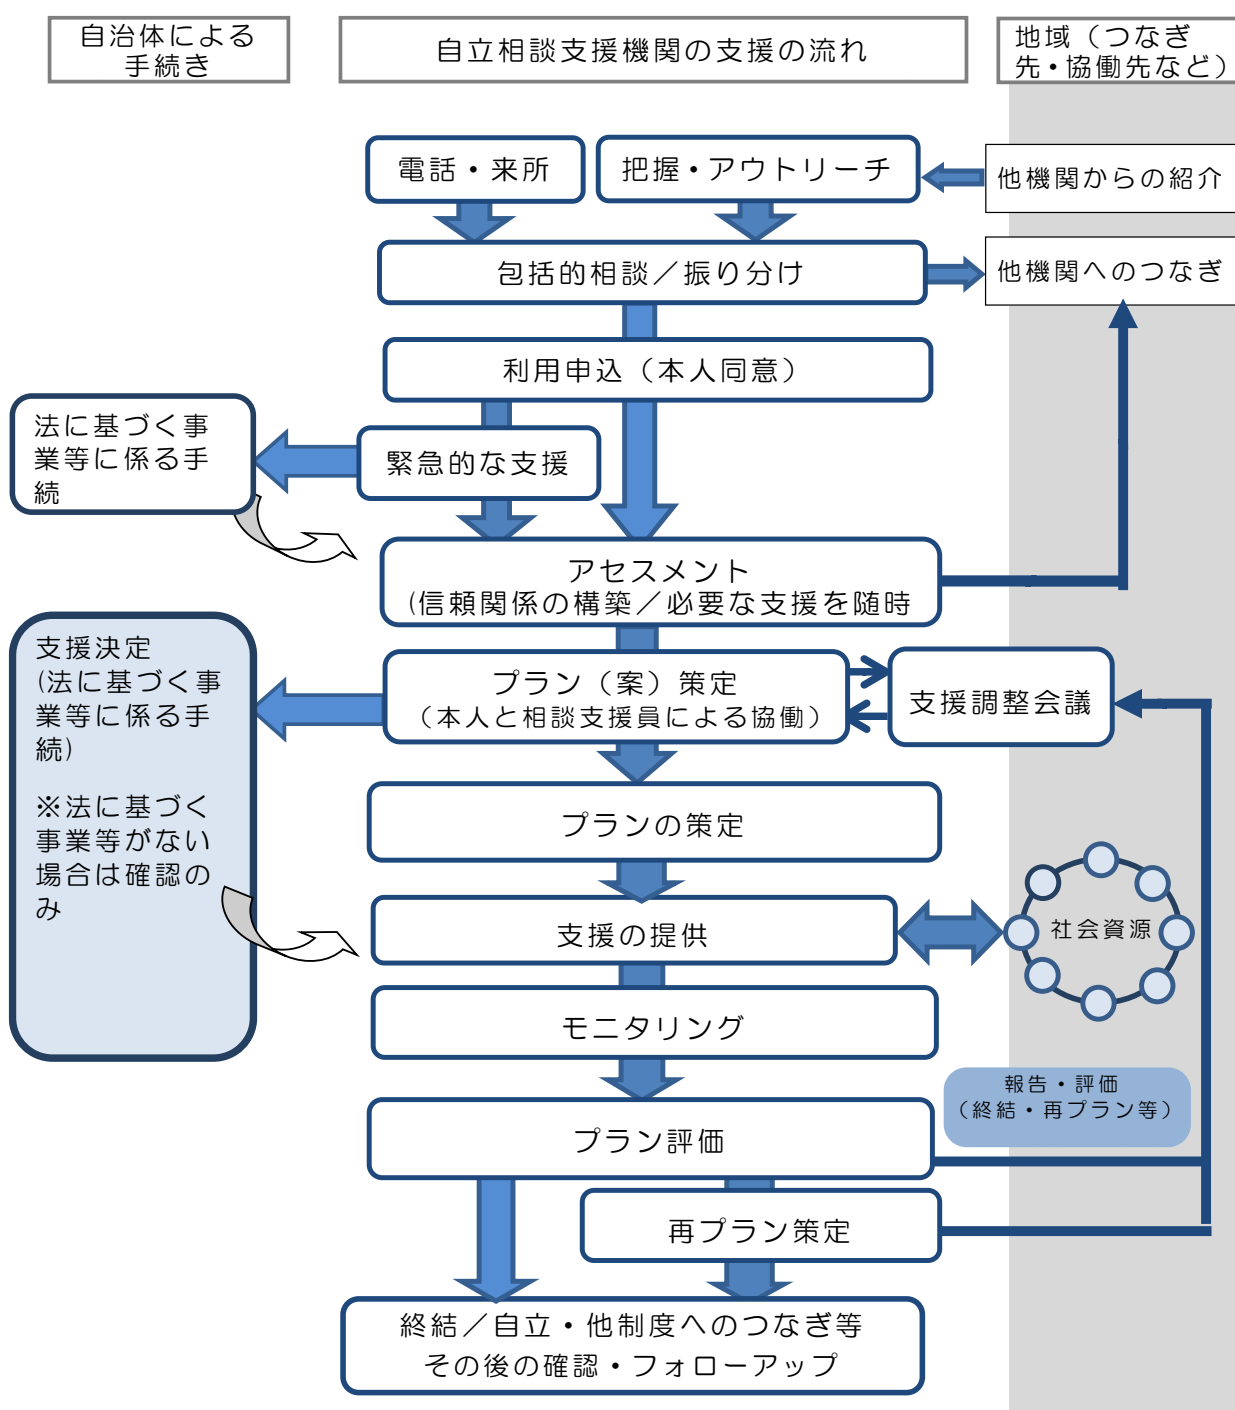 自治体による
手続き
自立相談支援機関の支援の流れ
地域（つなぎ
先・協働先など）
電話・来所
把握・アウトリーチ
他機関からの紹介
包括的相談／振り分け
他機関へのつなぎ
利用申込（本人同意）
法に基づく事
業等に係る手
続
緊急的な支援
アセスメント
(信頼関係の構築／必要な支援を随時
支援決定
(法に基づく事
業等に係る手
続)
※法に基づく
事業等がない
場合は確認の
み
プラン（案）策定
（本人と相談支援員による協働）
支援調整会議
プランの策定
支援の提供
社会資源
モニタリング
報告・評価
（終結・再プラン等）
プラン評価
再プラン策定
終結／自立・他制度へのつなぎ等
その後の確認・フォローアップ